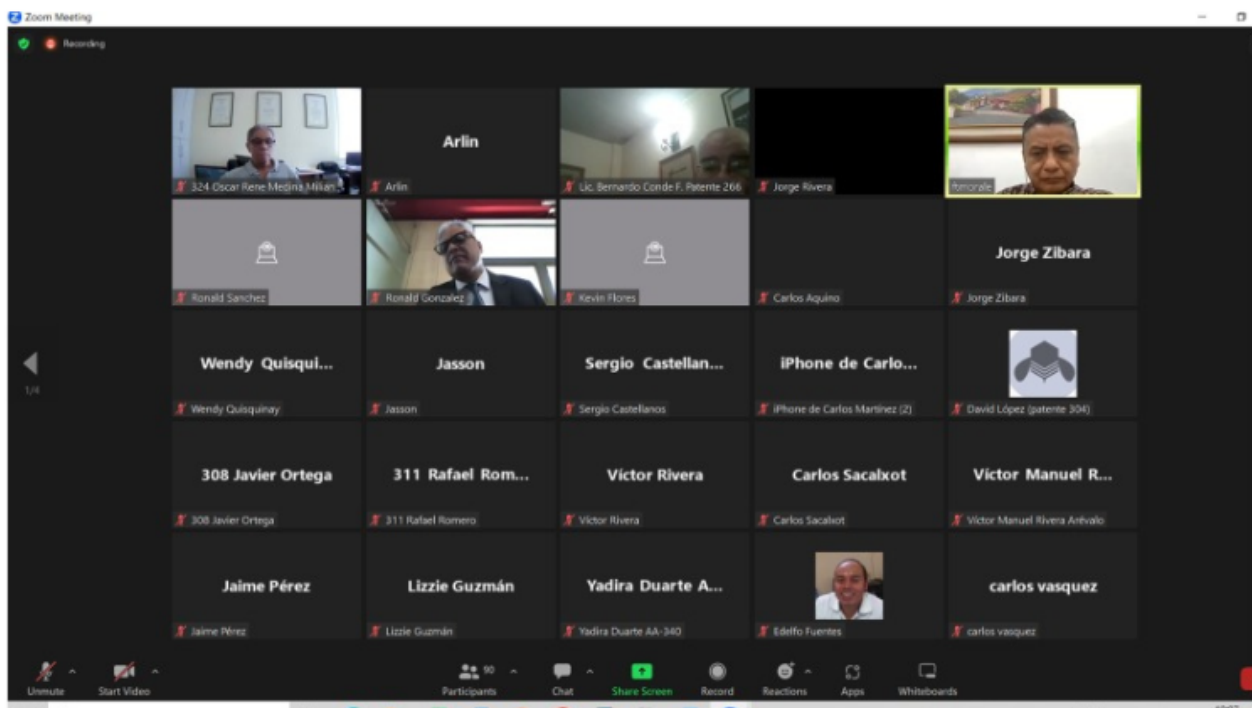 Zoom Meeting
Recording
324 Oscar Rene Medina Milian
Arlin
Arlin
Lic. Bernardo Conde F. Patente 266
Jorge Rivera
fbmorale
Ronald Sanchez
Ronald Gonzalez
Kevin Flores
Carlos Aquino
Jorge Zibara
Jorge Zibara
Wendy Quisqui...
Wendy Quisquinay
Jasson
Jasson
Sergio Castellan...
Sergio Castellanos
iPhone de Carlo...
iPhone de Carlos Martínez (2)
David López (patente 304)
1/4
308 Javier Ortega
308 Javier Ortega
311 Rafael Rom...
311 Rafael Romero
Víctor Rivera
Víctor Rivera
Carlos Sacalxot
Carlos Sacalxot
Víctor Manuel R...
Víctor Manuel Rivera Arévalo
Jaime Pérez
Jaime Pérez
Lizzie Guzmán
Lizzie Guzmán
Yadira Duarte A...
Yadira Duarte AA-340
Edelfo Fuentes
carlos vasquez
carlos vasquez
Unmute
Start Video
90
Participants
Chat
Share Screen
Record
Reactions
Apps
Whiteboards